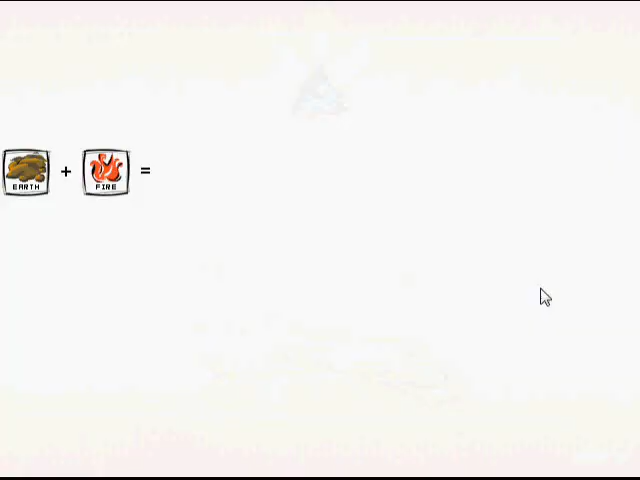 EARTH + FIRE =